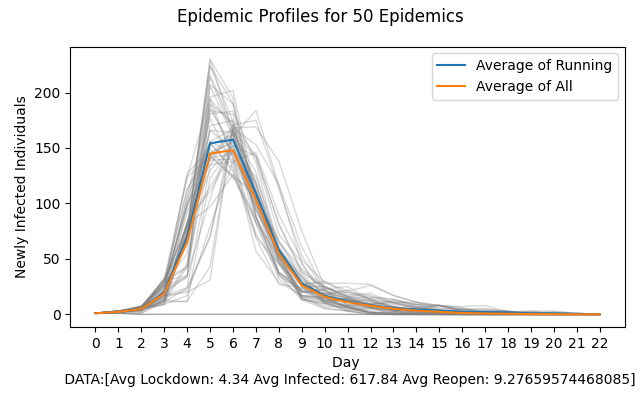 Epidemic Profiles for 50 Epidemics
Average of Running
Average of All
Newly Infected Individuals
200
150
100
50
0
0 1 2 3 4 5 6 7 8 9 10 11 12 13 14 15 16 17 18 19 20 21 22
Day
DATA:[Avg Lockdown: 4.34 Avg Infected: 617.84 Avg Reopen: 9.27659574468085]